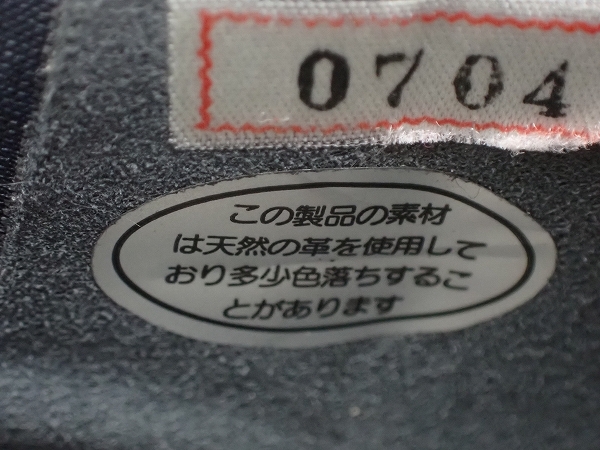 0704
この製品の素材
は天然の革を使用して
おり多少色落ちするこ
とがあります